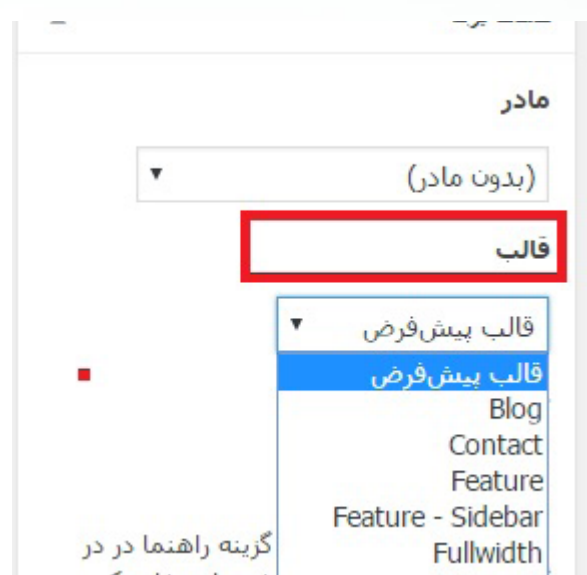 مادر
(بدون مادر)
قالب
قالب پیش‌فرض
قالب پیش‌فرض
Blog
Contact
Feature
Feature - Sidebar
Fullwidth
گزینه راهنما در در